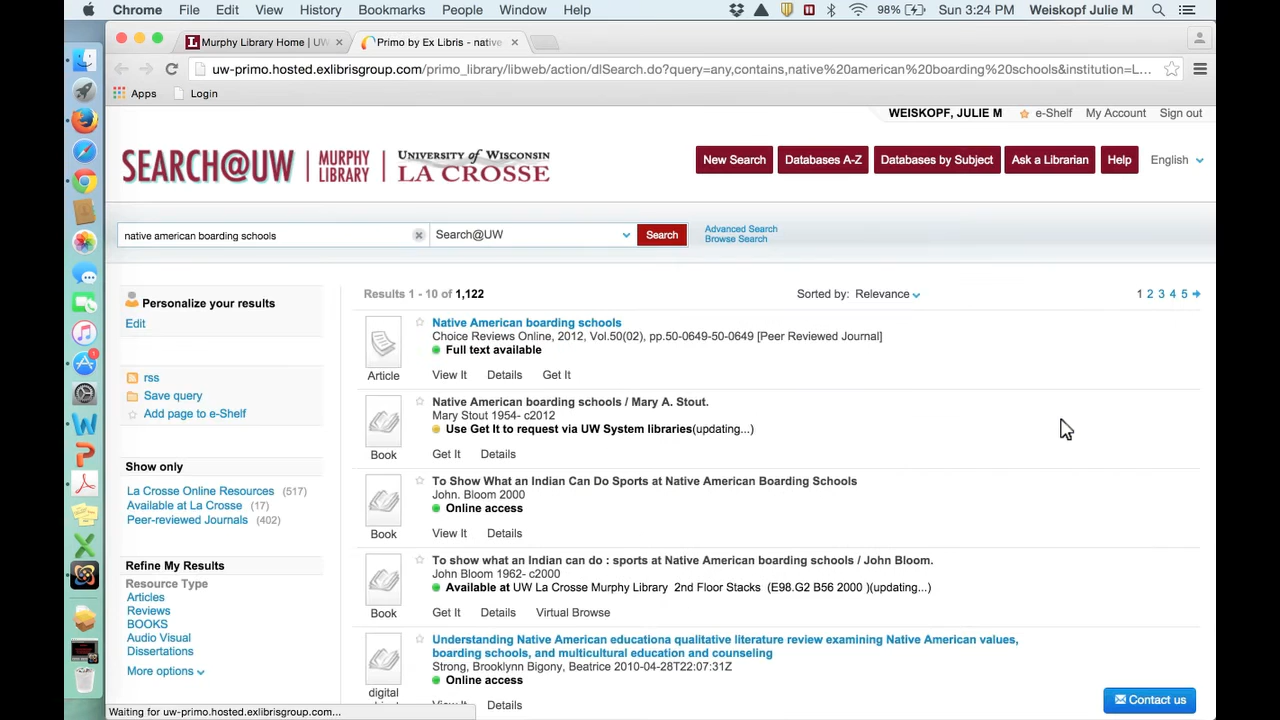 Chrome File Edit View History Bookmarks People Window Help 98% Sun 3:24 PM Weiskopf Julie M
Murphy Library Home | UW Primo by Ex Libris - native
uw-primo.hosted.exlibrisgroup.com/primo_library/libweb/action/dlSearch.do?query=any,contains,native%20american%20boarding%20schools&institution=L...
Apps Login
WEISKOPF, JULIE M e-Shelf My Account Sign out
SEARCH@UW | MURPHY LIBRARY | UNIVERSITY of WISCONSIN LA CROSSE
New Search Databases A-Z Databases by Subject Ask a Librarian Help English
native american boarding schools Search@UW Search Advanced Search
Browse Search
Personalize your results
Edit
rss
Save query
Add page to e-Shelf
Show only
La Crosse Online Resources (517)
Available at La Crosse (17)
Peer-reviewed Journals (402)
Refine My Results
Resource Type
Articles
Reviews
BOOKS
Audio Visual
Dissertations
More options
Results 1 - 10 of 1,122 Sorted by: Relevance 1 2 3 4 5
Native American boarding schools
Choice Reviews Online, 2012, Vol.50(02), pp.50-0649-50-0649 [Peer Reviewed Journal]
Full text available
Article View It Details Get It
Native American boarding schools / Mary A. Stout.
Mary Stout 1954- c2012
Use Get It to request via UW System libraries(updating...)
Book Get It Details
To Show What an Indian Can Do Sports at Native American Boarding Schools
John. Bloom 2000
Online access
Book View It Details
To show what an Indian can do : sports at Native American boarding schools / John Bloom.
John Bloom 1962- c2000
Available at UW La Crosse Murphy Library 2nd Floor Stacks (E98.G2 B56 2000 )(updating...)
Book Get It Details Virtual Browse
Understanding Native American educationa qualitative literature review examining Native American values,
boarding schools, and multicultural education and counseling
Strong, Brooklynn Bigony, Beatrice 2010-04-28T22:07:31Z
Online access
digital
View It Details
Contact us
Waiting for uw-primo.hosted.exlibrisgroup.com...